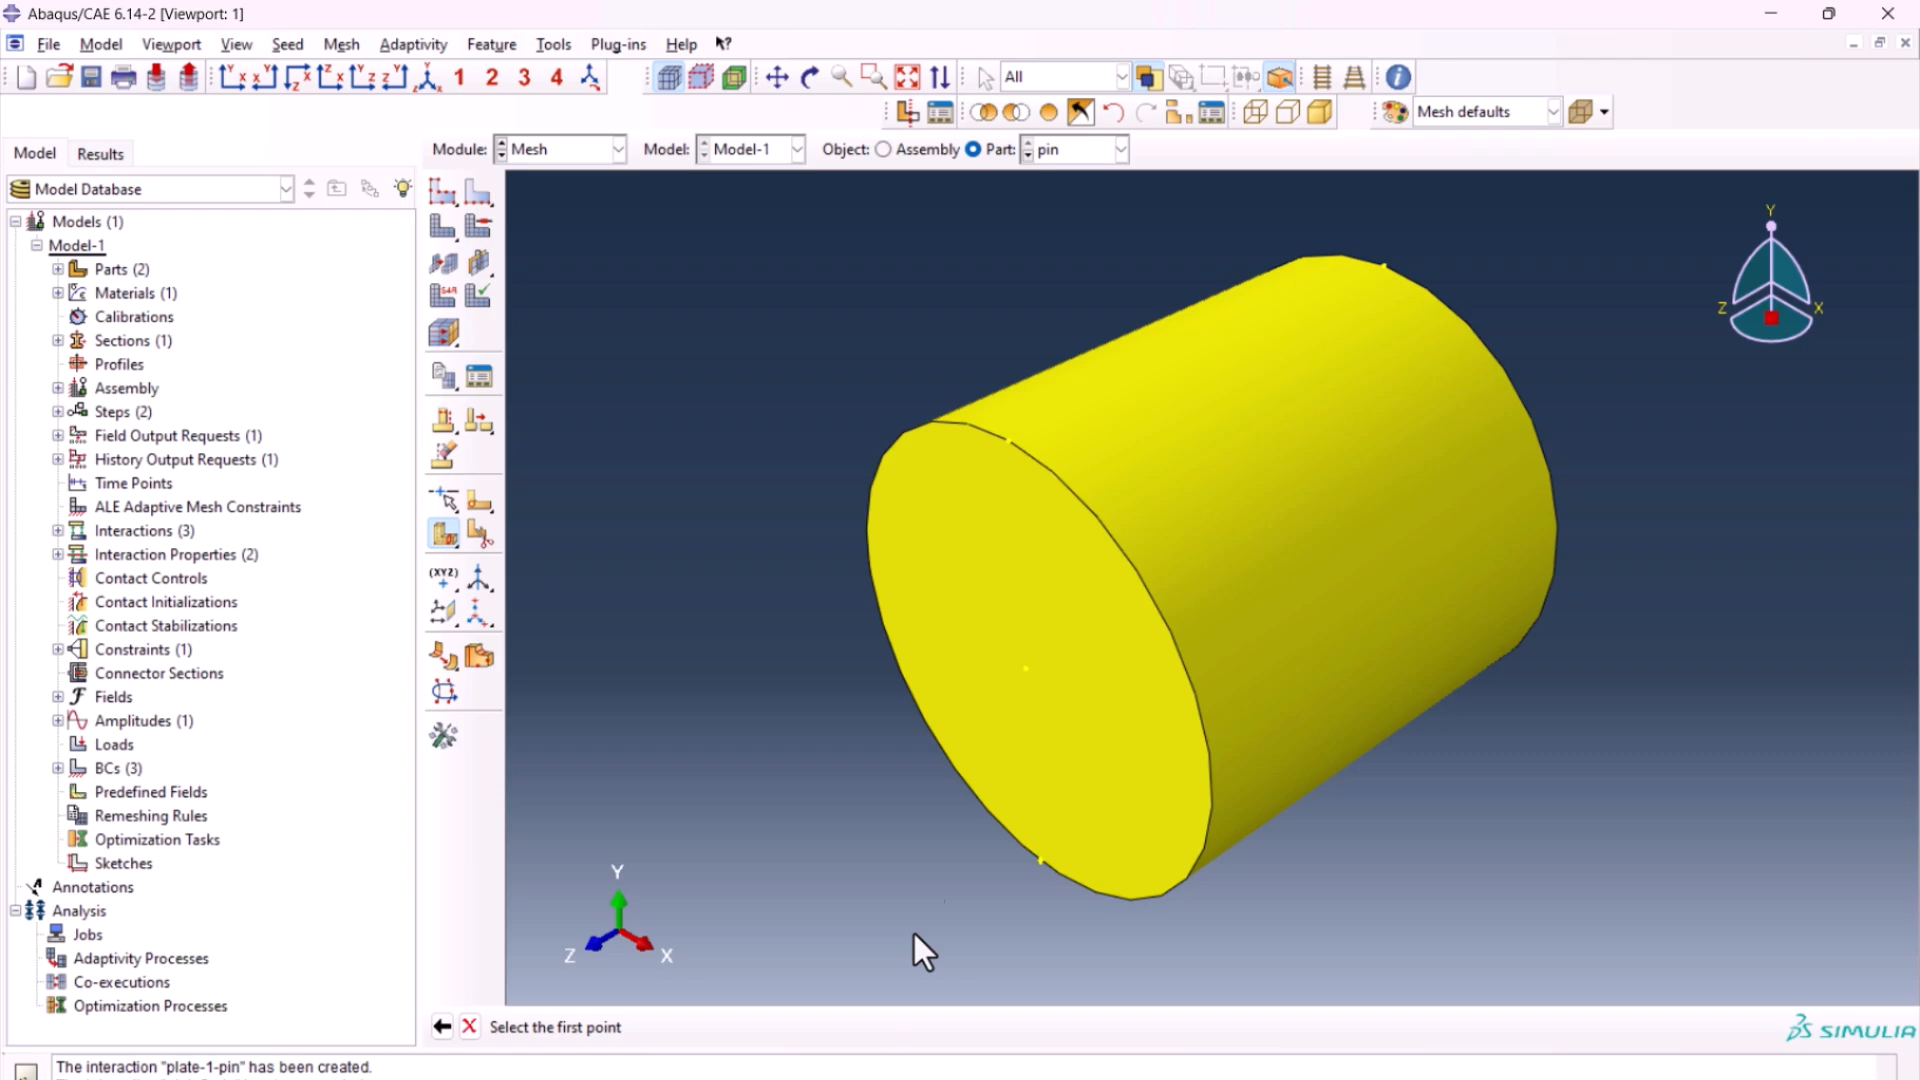 Abaqus/CAE 6.14-2 [Viewport: 1]
File Model Viewport View Seed Mesh Adaptivity Feature Tools Plug-ins Help
1 2 3 4 All
Mesh defaults
Model Results
Module: Mesh Model: Model-1 Object: Assembly Part: pin
Model Database
Models (1)
Model-1
Parts (2)
Materials (1)
Calibrations
Sections (1)
Profiles
Assembly
Steps (2)
Field Output Requests (1)
History Output Requests (1)
Time Points
ALE Adaptive Mesh Constraints
Interactions (3)
Interaction Properties (2)
Contact Controls
Contact Initializations
Contact Stabilizations
Constraints (1)
Connector Sections
Fields
Amplitudes (1)
Loads
BCs (3)
Predefined Fields
Remeshing Rules
Optimization Tasks
Sketches
Annotations
Analysis
Jobs
Adaptivity Processes
Co-executions
Optimization Processes
(XYZ)
Y
Z
X
Y
Z
X
Select the first point
SIMULIA
The interaction "plate-1-pin" has been created.